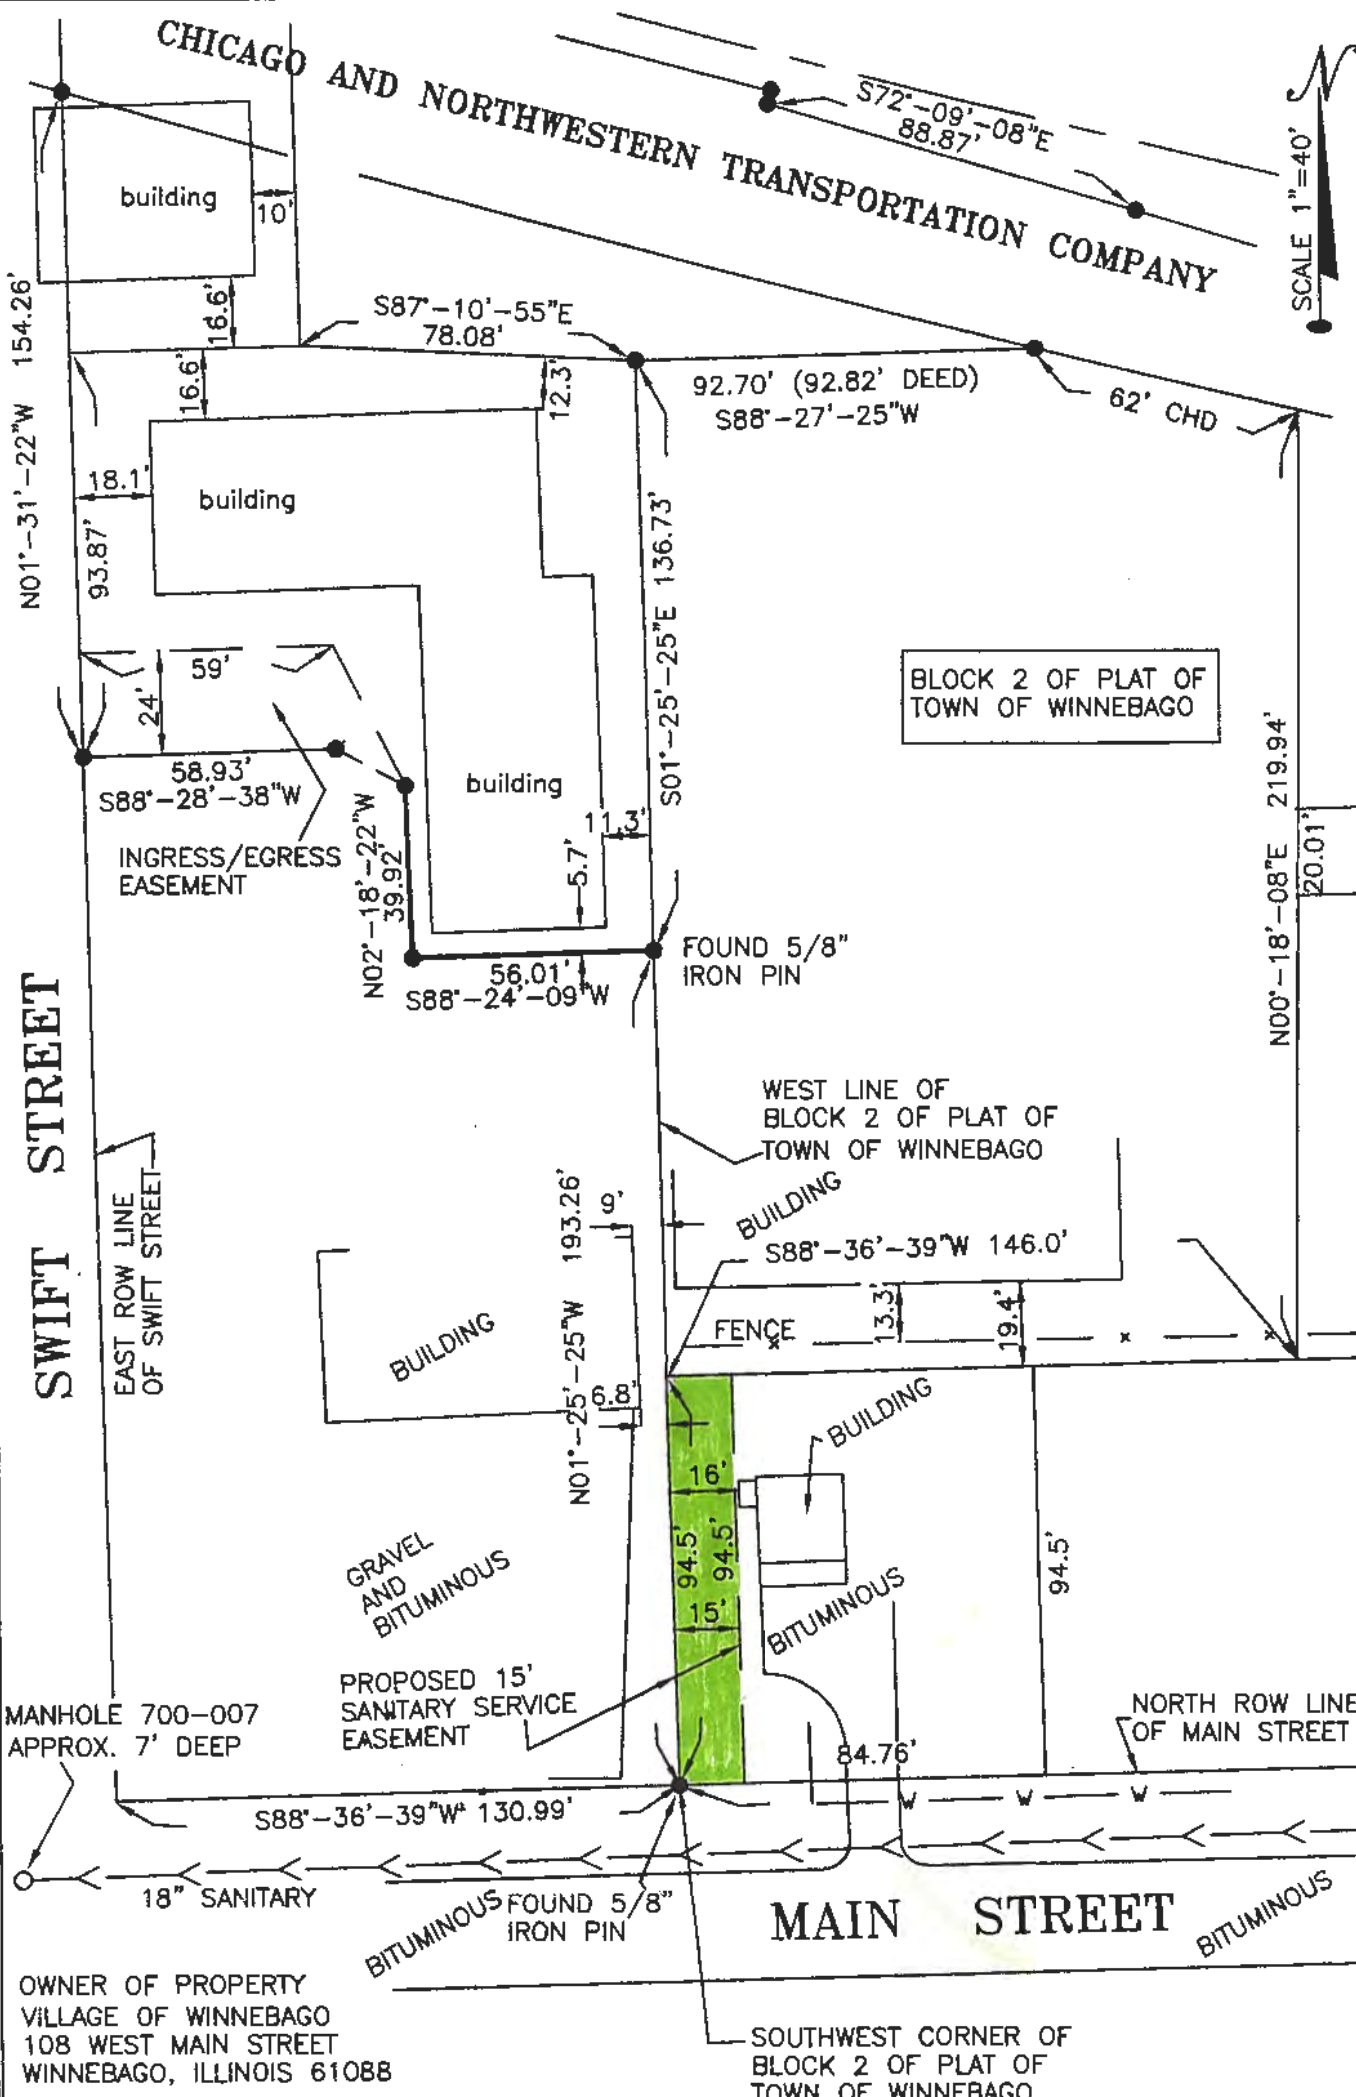 CHICAGO AND NORTHWESTERN TRANSPORTATION COMPANY
S72°-09'-08"E
88.87'
SCALE 1"=40'
N
building
10'
16.6'
N01°-31'-22"W 154.26'
S87°-10'-55"E
78.08'
16.6'
12.3'
92.70' (92.82' DEED)
S88°-27'-25"W
62' CHD
18.1'
building
93.87'
S01°-25'-25"E 136.73'
59'
24'
BLOCK 2 OF PLAT OF
TOWN OF WINNEBAGO
N00°-18'-08"E 219.94'
20.01'
58.93'
S88°-28'-38"W
building
11.3'
5.7'
INGRESS/EGRESS
EASEMENT
N02°-18'-22"W
39.92'
FOUND 5/8"
IRON PIN
56.01'
S88°-24'-09"W
SWIFT STREET
WEST LINE OF
BLOCK 2 OF PLAT OF
TOWN OF WINNEBAGO
EAST ROW LINE
OF SWIFT STREET
N01°-25'-25"W 193.26'
9'
BUILDING
S88°-36'-39"W 146.0'
13.3'
19.4'
FENCE
x
x
x
BUILDING
6.8'
BUILDING
16'
94.5'
94.5'
94.5'
15'
GRAVEL
AND
BITUMINOUS
BITUMINOUS
PROPOSED 15'
SANITARY SERVICE
EASEMENT
MANHOLE 700-007
APPROX. 7' DEEP
NORTH ROW LINE
OF MAIN STREET
84.76'
S88°-36'-39"W 130.99'
W W W
18" SANITARY
BITUMINOUS
FOUND 5/8"
IRON PIN
MAIN STREET
BITUMINOUS
OWNER OF PROPERTY
VILLAGE OF WINNEBAGO
108 WEST MAIN STREET
WINNEBAGO, ILLINOIS 61088
SOUTHWEST CORNER OF
BLOCK 2 OF PLAT OF
TOWN OF WINNEBAGO